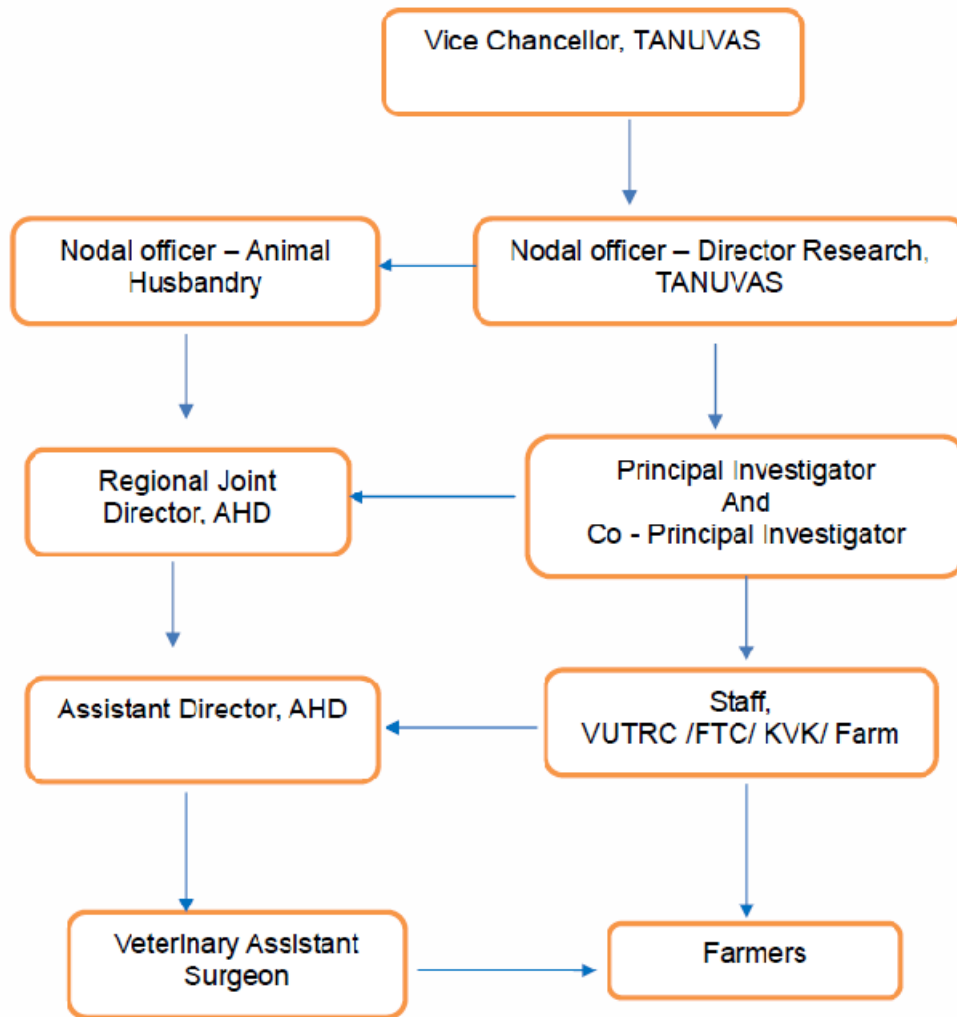 Vice Chancellor, TANUVAS
Nodal officer – Animal
Husbandry
Nodal officer – Director Research,
TANUVAS
Regional Joint
Director, AHD
Principal Investigator
And
Co - Principal Investigator
Assistant Director, AHD
Staff,
VUTRC /FTC/ KVK/ Farm
Veterinary Assistant
Surgeon
Farmers